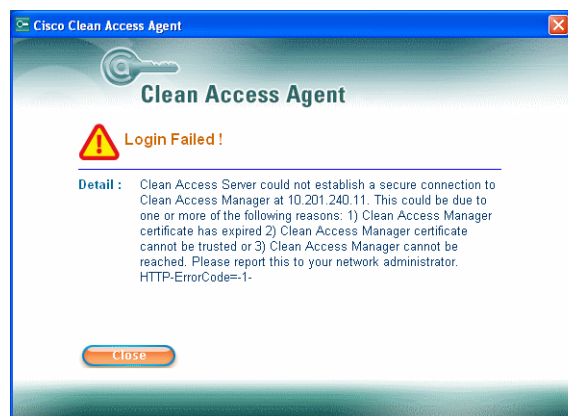 Cisco Clean Access Agent
Clean Access Agent
Login Failed !
Detail : Clean Access Server could not establish a secure connection to
Clean Access Manager at 10.201.240.11. This could be due to
one or more of the following reasons: 1) Clean Access Manager
certificate has expired 2) Clean Access Manager certificate
cannot be trusted or 3) Clean Access Manager cannot be
reached. Please report this to your network administrator.
HTTP-ErrorCode=-1-
Close